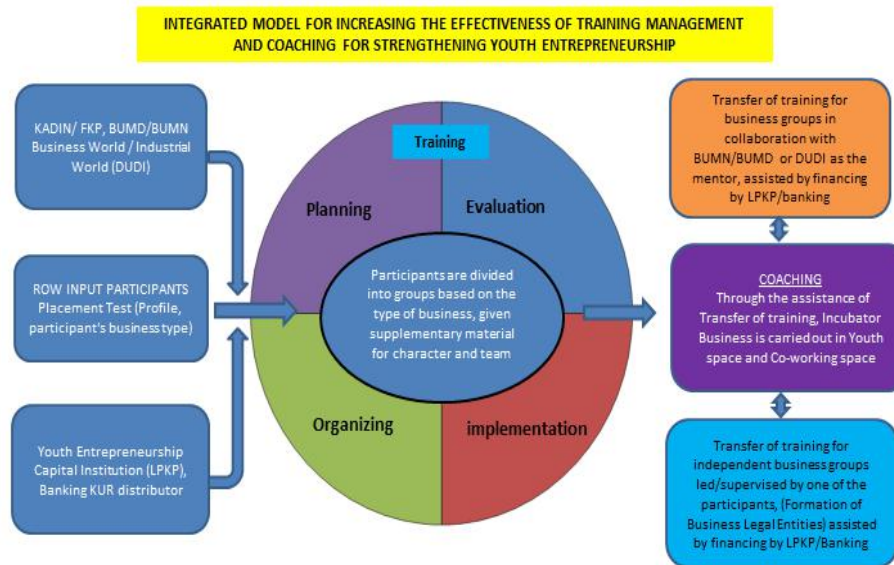 INTEGRATED MODEL FOR INCREASING THE EFFECTIVENESS OF TRAINING MANAGEMENT
AND COACHING FOR STRENGTHENING YOUTH ENTREPRENEURSHIP
KADIN/ FKP, BUMD/BUMN
Business World / Industrial
World (DUDI)
ROW INPUT PARTICIPANTS
Placement Test (Profile,
participant's business type)
Youth Entrepreneurship
Capital Institution (LPKP),
Banking KUR distributor
Training
Planning
Evaluation
Participants are divided
into groups based on the
type of business, given
supplementary material
for character and team
Organizing
implementation
Transfer of training for
business groups in
collaboration with
BUMN/BUMD or DUDI as the
mentor, assisted by financing
by LPKP/banking
COACHING
Through the assistance of
Transfer of training, Incubator
Business is carried out in Youth
space and Co-working space
Transfer of training for
independent business groups
led/supervised by one of the
participants, (Formation of
Business Legal Entities) assisted
by financing by LPKP/Banking